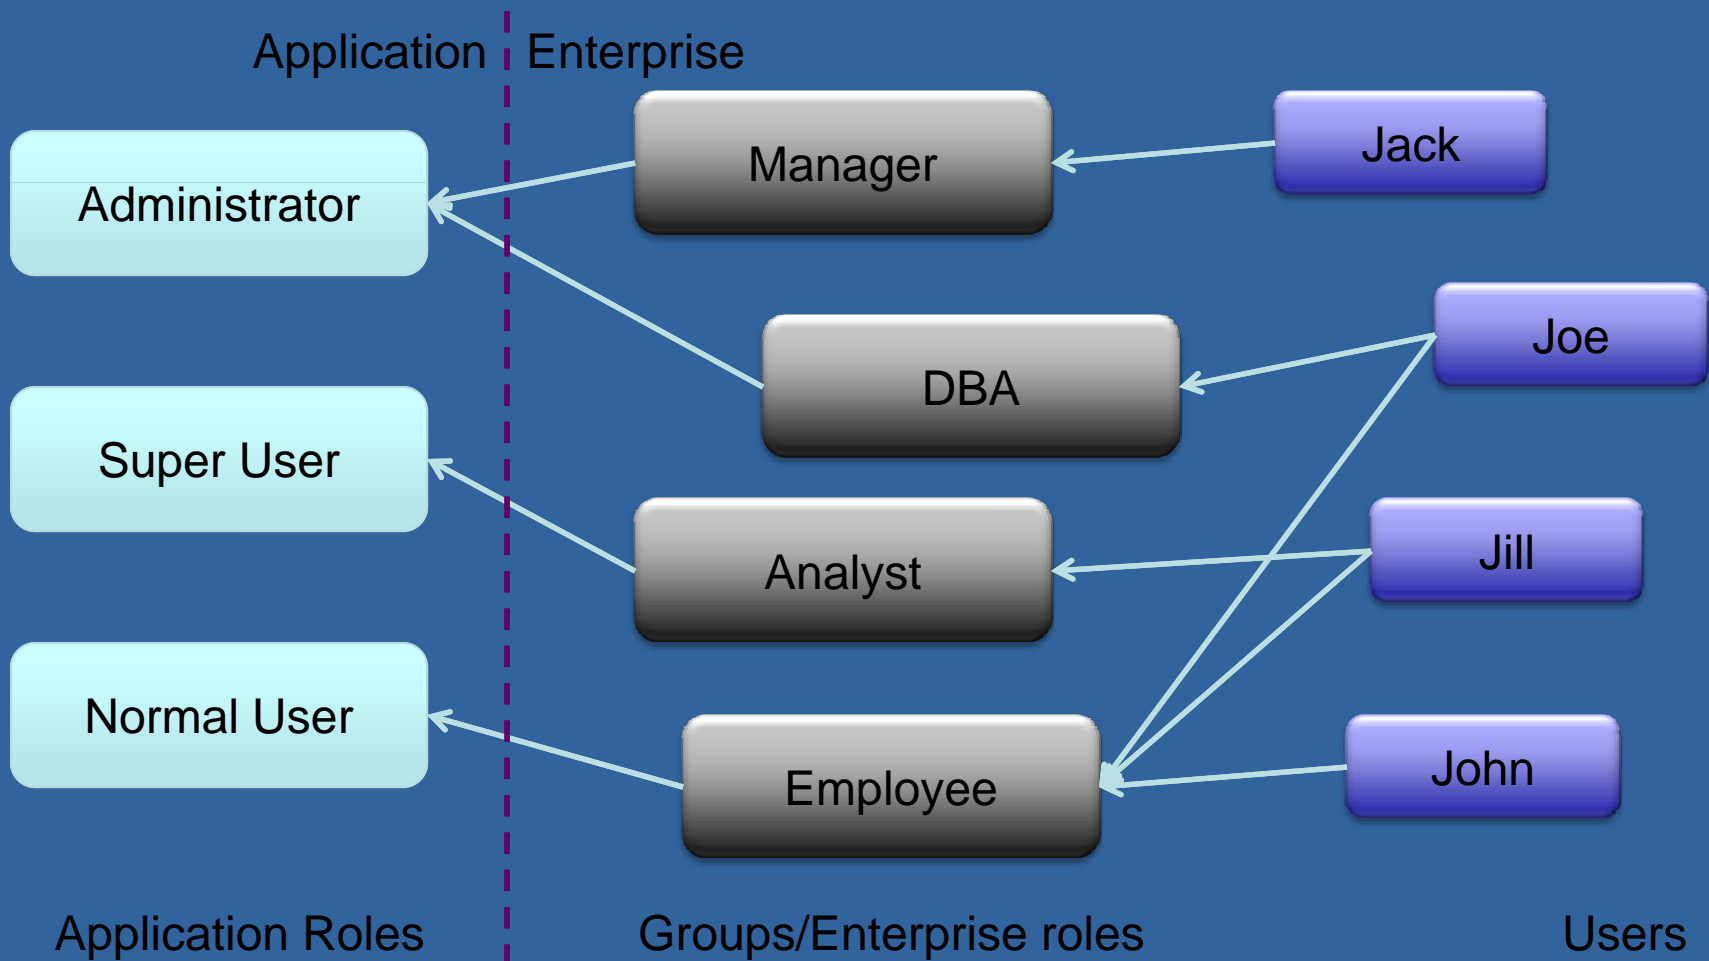 Application
Enterprise
Manager
Jack
Administrator
Joe
DBA
Super User
Analyst
Jill
Normal User
Employee
John
Application Roles
Groups/Enterprise roles
Users